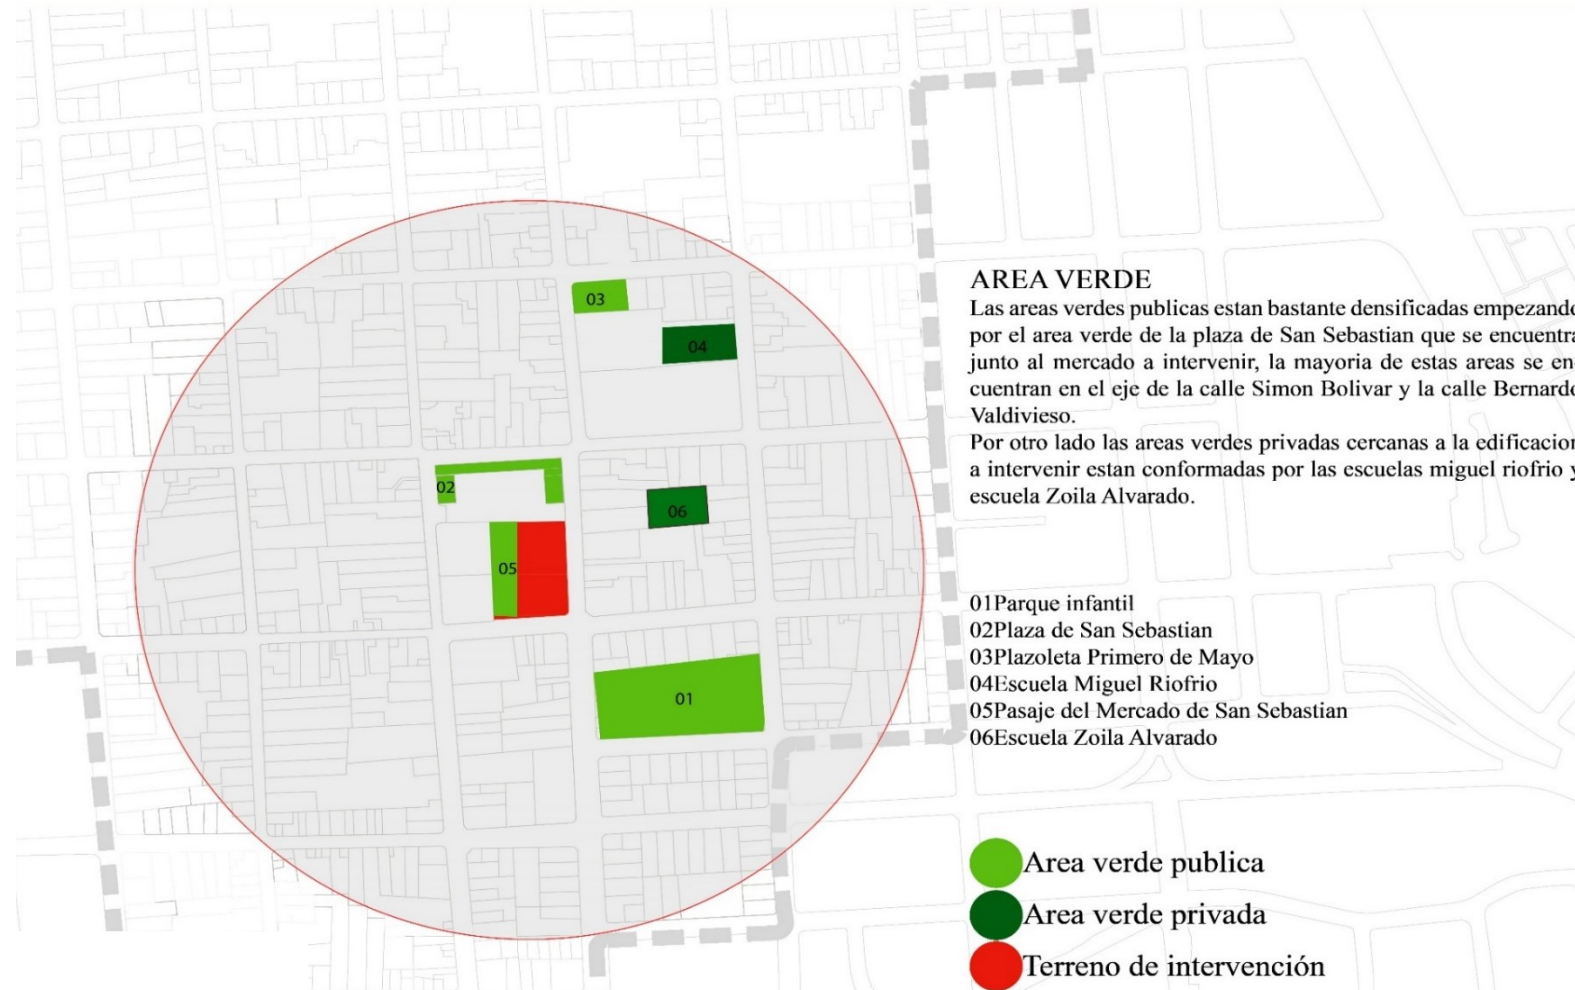 03
04
02
06
05
01
AREA VERDE
Las areas verdes publicas estan bastante densificadas empezando
por el area verde de la plaza de San Sebastian que se encuentra
junto al mercado a intervenir, la mayoria de estas areas se en-
cuentran en el eje de la calle Simon Bolivar y la calle Bernardo
Valdivieso.
Por otro lado las areas verdes privadas cercanas a la edificacion
a intervenir estan conformadas por las escuelas miguel riofrio y
escuela Zoila Alvarado.
01Parque infantil
02Plaza de San Sebastian
03Plazoleta Primero de Mayo
04Escuela Miguel Riofrio
05Pasaje del Mercado de San Sebastian
06Escuela Zoila Alvarado
Area verde publica
Area verde privada
Terreno de intervención